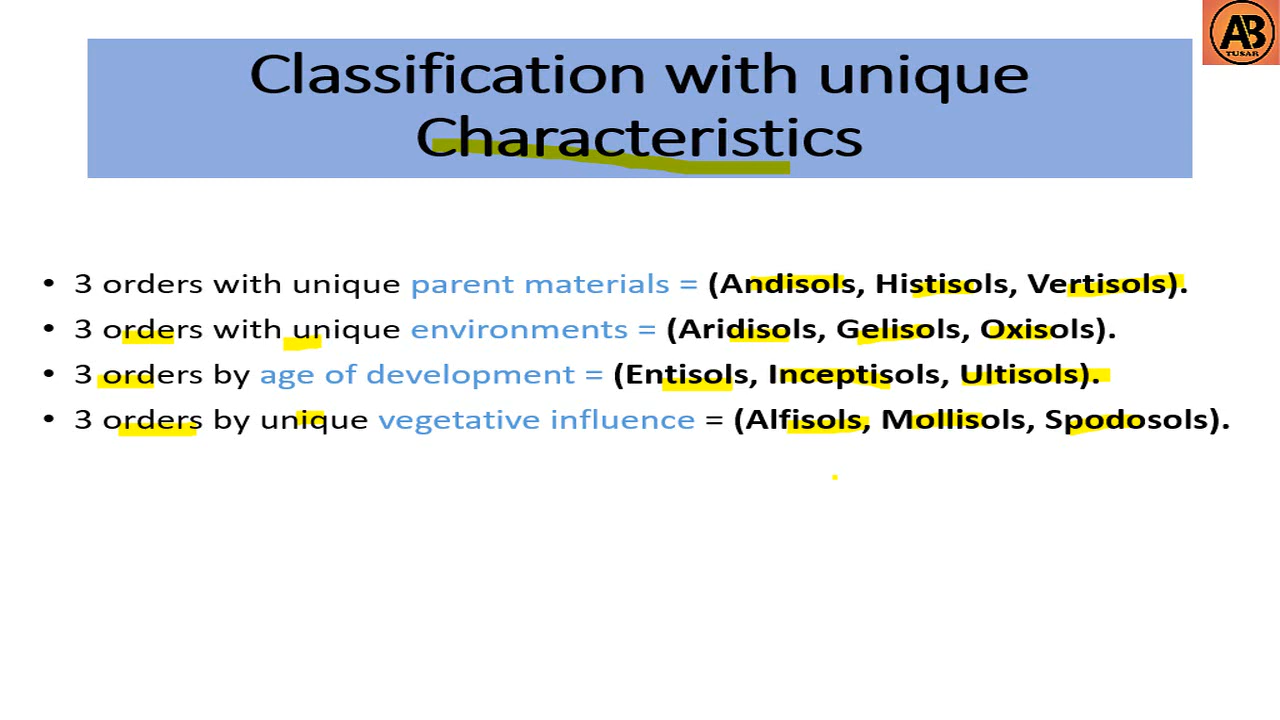 AB
TUSAR
Classification with unique
Characteristics
• 3 orders with unique parent materials = (Andisols, Histisols, Vertisols).
• 3 orders with unique environments = (Aridisols, Gelisols, Oxisols).
• 3 orders by age of development = (Entisols, Inceptisols, Ultisols).
• 3 orders by unique vegetative influence = (Alfisols, Mollisols, Spodosols).